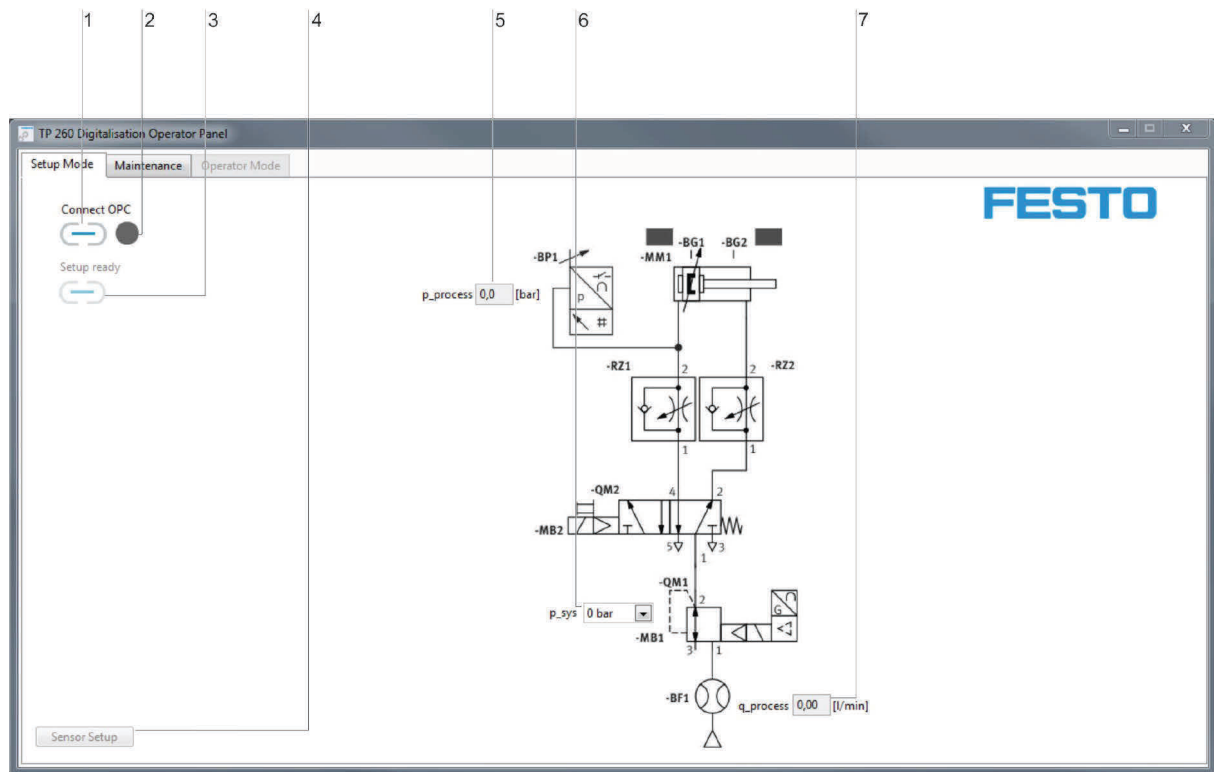 1 2 3 4 5 6 7
TP 260 Digitalisation Operator Panel
Setup Mode Maintenance Operator Mode
FESTO
Connect OPC
Setup ready
-BG1 -BG2
-BP1 -MM1
p
#
p_process 0,0 [bar]
-RZ1 2 2 -RZ2
1 1
-QM2 4 2
-MB2
5 3
1
-QM1
2
G
p_sys 0 bar
-MB1
3 1
-BF1
q_process 0,00 [l/min]
Sensor Setup